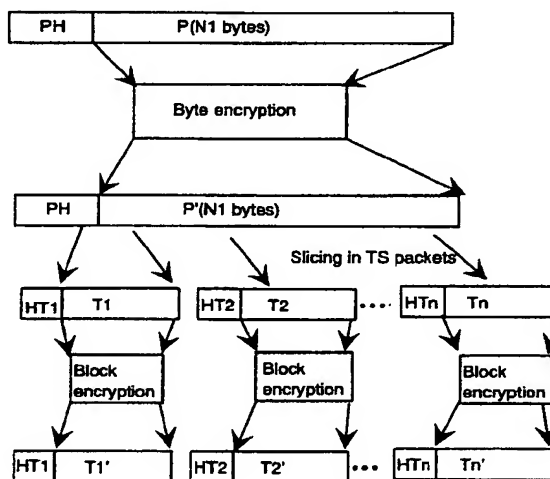 PH P(N1 bytes)
Byte encryption
PH P'(N1 bytes)
Slicing in TS packets
HT1 T1 HT2 T2 •••• HTn Tn
Block encryption Block encryption Block encryption
HT1 T1' HT2 T2' ••• HTn Tn'